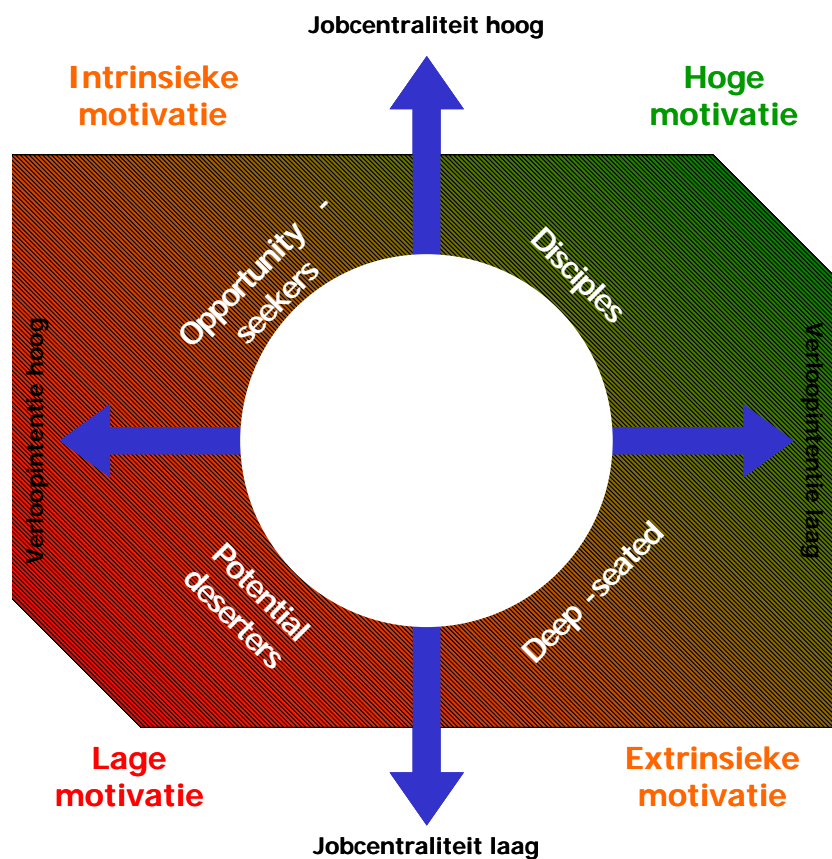 Jobcentraliteit hoog
Intrinsieke
motivatie
Hoge
motivatie
Opportunity -
seekers
Disciples
Verloopintentie hoog
Verloopintentie laag
Potential
deserters
Deep -seated
Lage
motivatie
Extrinsieke
motivatie
Jobcentraliteit laag